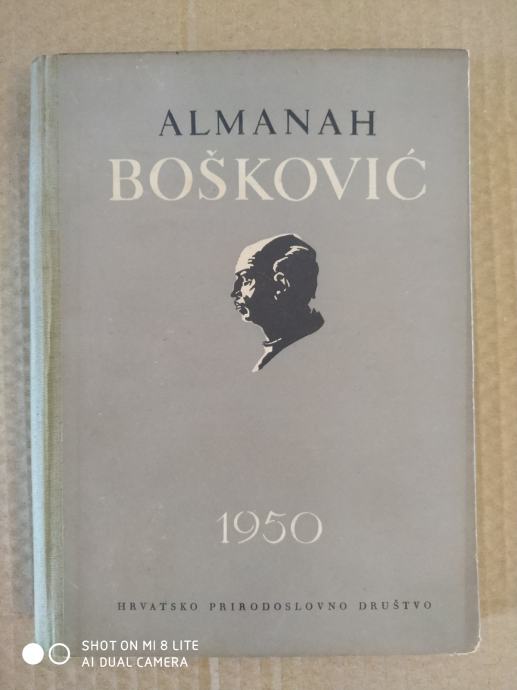 ALMANAH
BOŠKOVIĆ
1950
HRVATSKO PRIRODOSLOVNO DRUŠTVO
SHOT ON MI 8 LITE
AI DUAL CAMERA